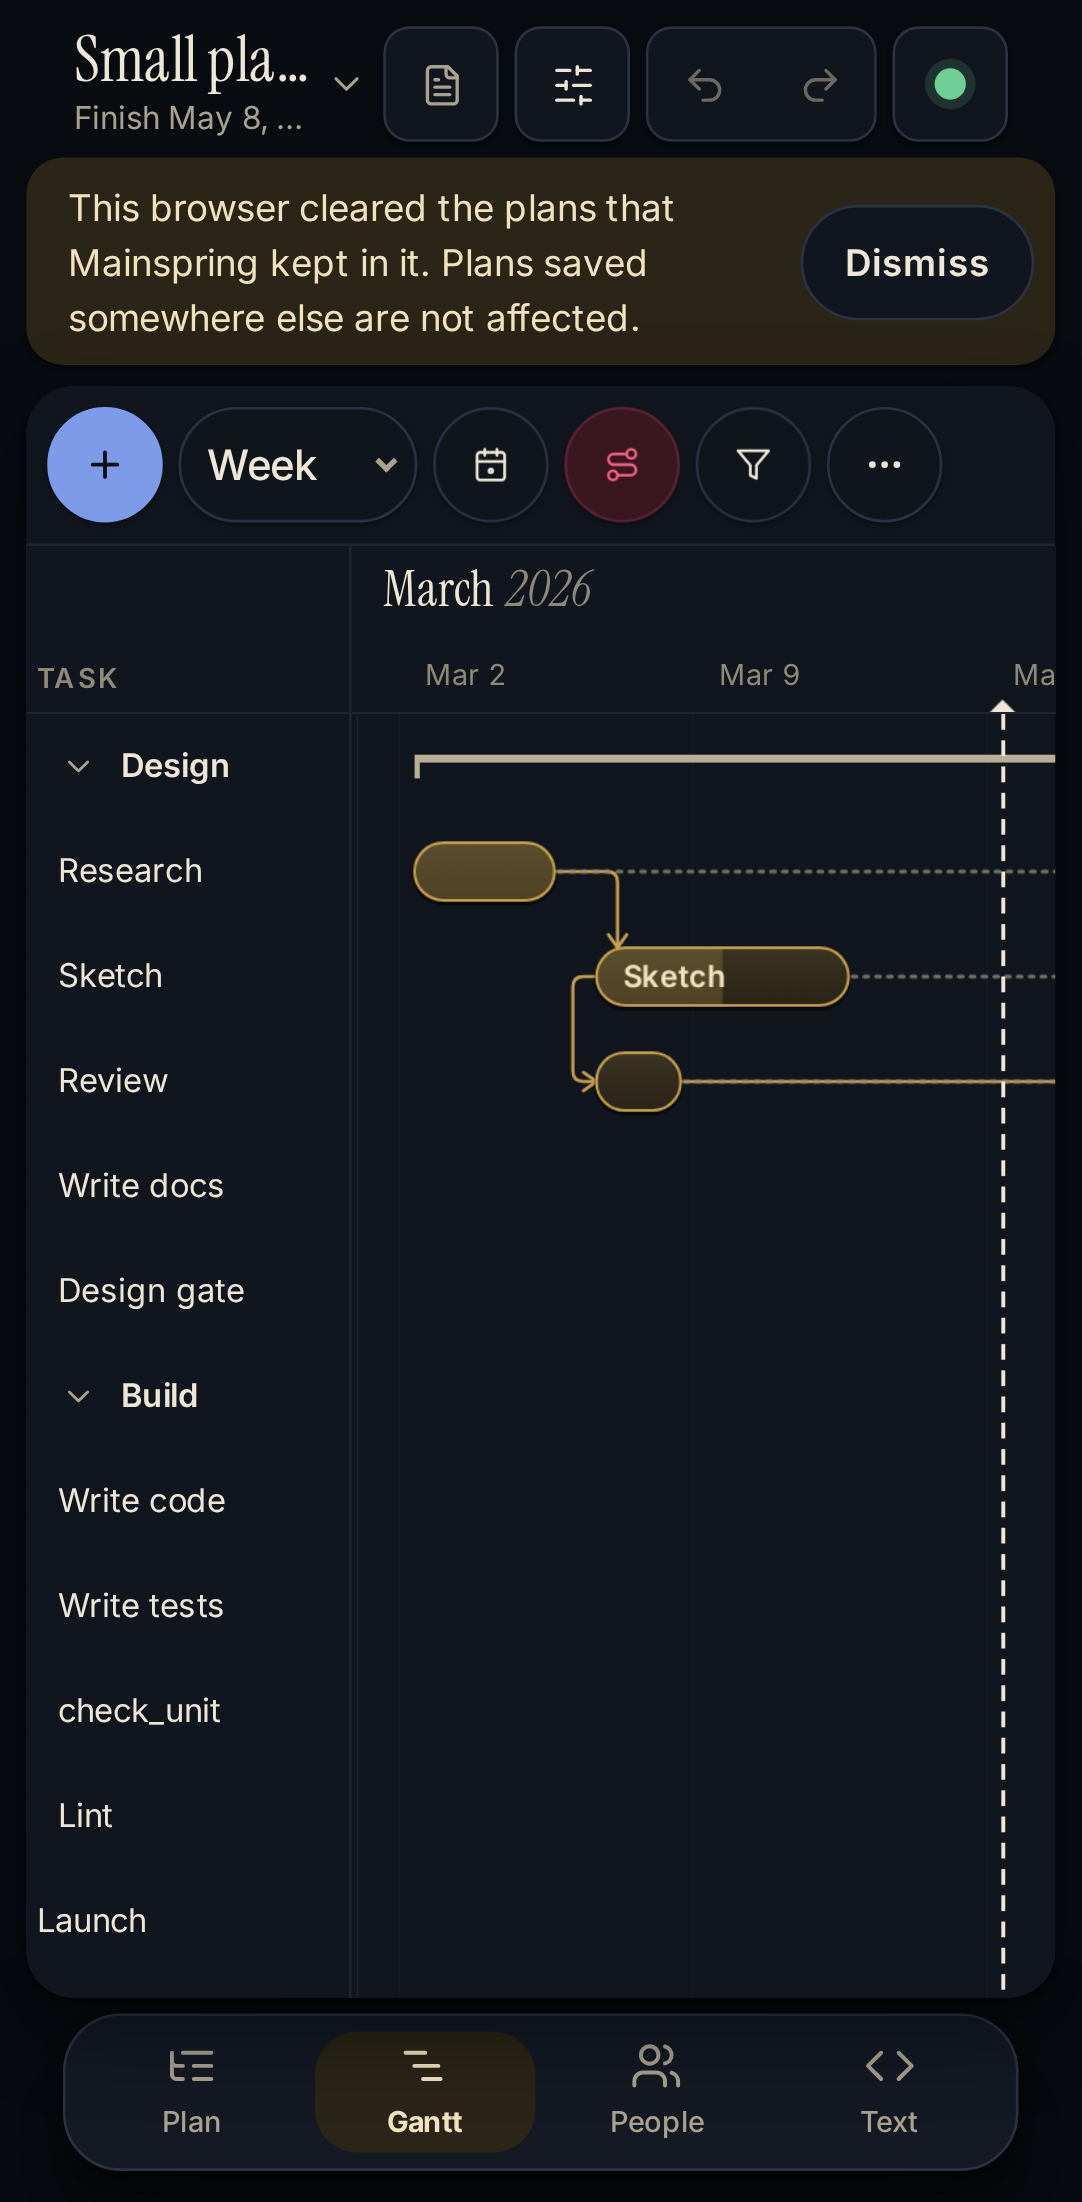 Small pla...
Finish May 8, ...
This browser cleared the plans that
Mainspring kept in it. Plans saved
somewhere else are not affected.
Dismiss
Week
March 2026
TASK
Mar 2
Mar 9
Ma
Design
Research
Sketch
Sketch
Review
Write docs
Design gate
Build
Write code
Write tests
check_unit
Lint
Launch
Plan
Gantt
People
Text